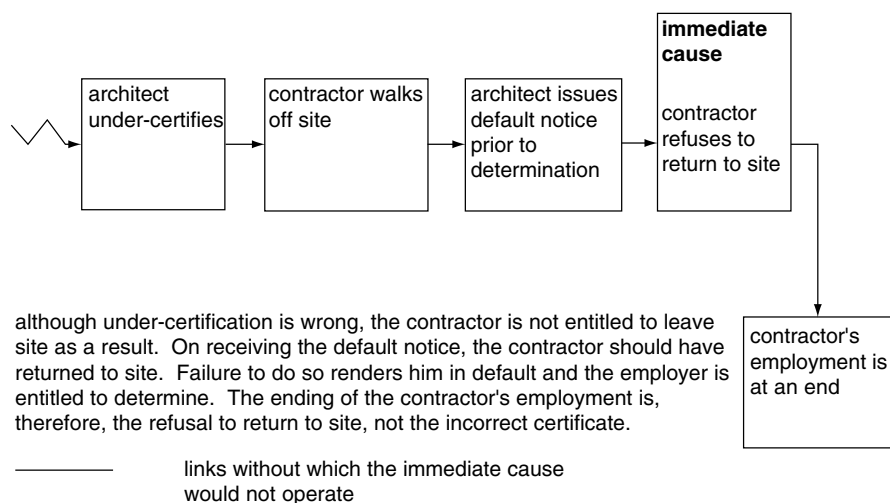 architect
under-certifies
contractor walks
off site
architect issues
default notice
prior to
determination
immediate
cause
contractor
refuses to
return to site
contractor's
employment is
at an end
although under-certification is wrong, the contractor is not entitled to leave
site as a result. On receiving the default notice, the contractor should have
returned to site. Failure to do so renders him in default and the employer is
entitled to determine. The ending of the contractor's employment is,
therefore, the refusal to return to site, not the incorrect certificate.
links without which the immediate cause
would not operate